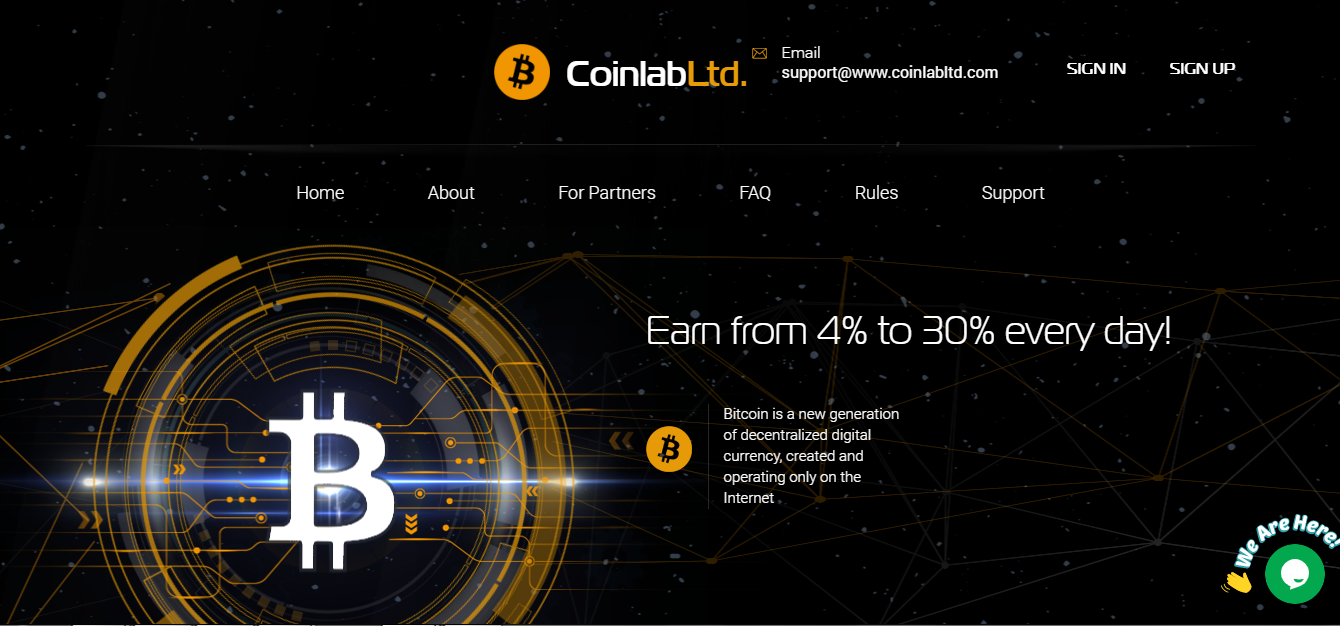 CoinlabLtd.
Email
support@www.coinlabltd.com
SIGN IN
SIGN UP
Home
About
For Partners
FAQ
Rules
Support
Earn from 4% to 30% every day!
Bitcoin is a new generation
of decentralized digital
currency, created and
operating only on the
Internet
We Are Here!